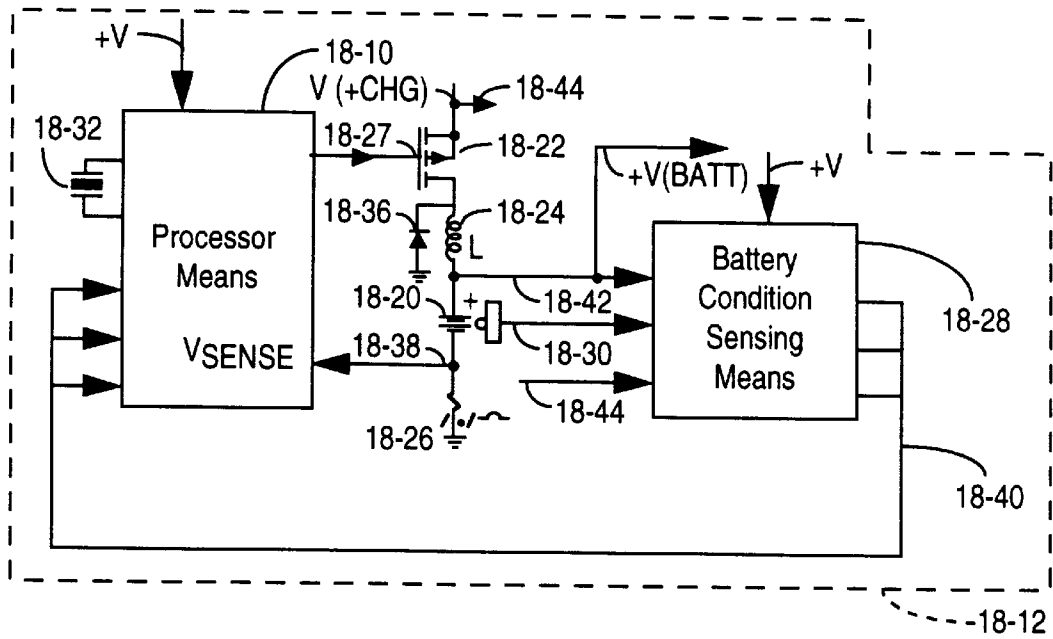 +V
18-10
V (+CHG)
18-44
18-32
18-27
18-22
+V(BATT)
+V
18-36
18-24
L
Processor
Means
Battery
Condition
Sensing
Means
18-20
+
18-42
18-28
18-38
18-30
VSENSE
18-44
18-26
18-40
18-12